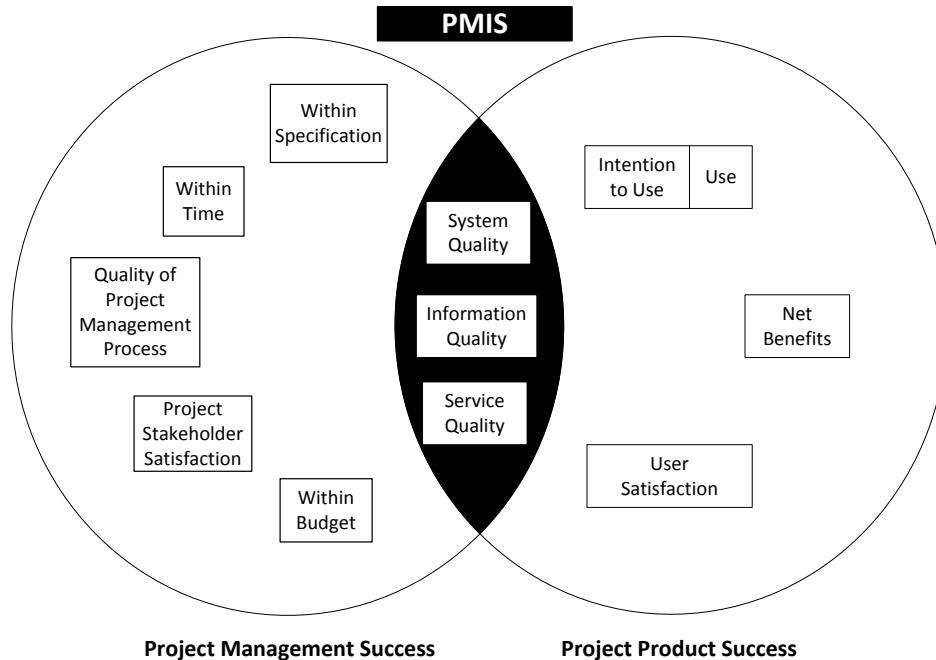 PMIS
Within
Specification
Within
Time
Quality of
Project
Management
Process
Project
Stakeholder
Satisfaction
Within
Budget
System
Quality
Information
Quality
Service
Quality
Intention
to Use
Use
Net
Benefits
User
Satisfaction
Project Management Success
Project Product Success